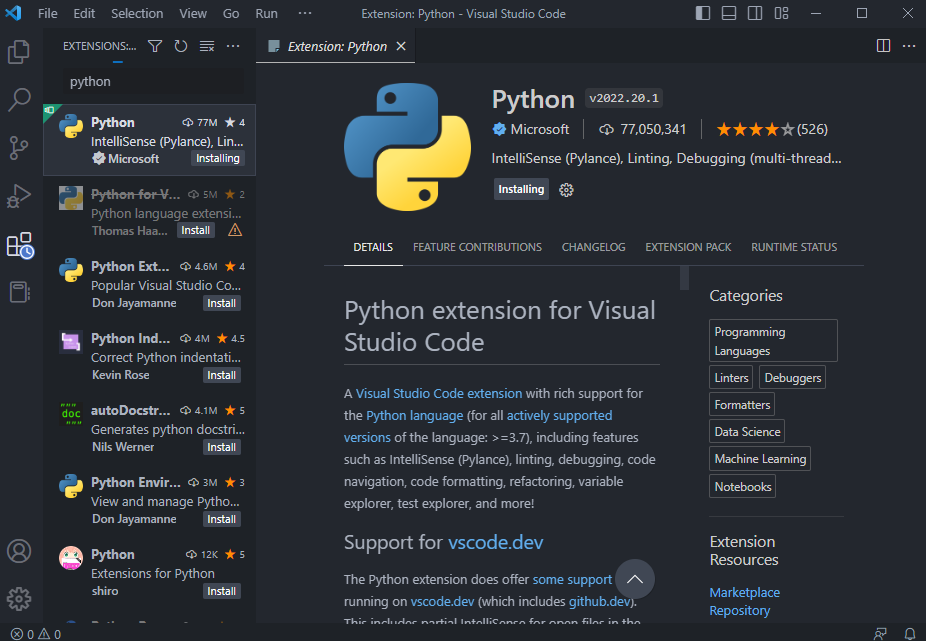 File Edit Selection View Go Run ··· Extension: Python - Visual Studio Code
EXTENSIONS:... ···
Extension: Python
python
Python 77M ★ 4
IntelliSense (Pylance), Lin...
Microsoft Installing
Python for V... 5M ★ 2
Python language extensi...
Thomas Haa... Install
Python Ext... 4.6M ★ 4
Popular Visual Studio Co...
Don Jayamanne Install
Python Ind... 4M ★ 4.5
Correct Python indentati...
Kevin Rose Install
doc
autoDocstr... 4.1M ★ 5
Generates python docstri...
Nils Werner Install
Python Envir... 3M ★ 3
View and manage Pytho...
Don Jayamanne Install
Python 12K ★ 5
Extensions for Python
shiro Install
0 0
Python v2022.20.1
Microsoft 77,050,341 ★★★★☆(526)
IntelliSense (Pylance), Linting, Debugging (multi-thread...
Installing
DETAILS FEATURE CONTRIBUTIONS CHANGELOG EXTENSION PACK RUNTIME STATUS
Python extension for Visual
Studio Code
A Visual Studio Code extension with rich support for
the Python language (for all actively supported
versions of the language: >=3.7), including features
such as IntelliSense (Pylance), linting, debugging, code
navigation, code formatting, refactoring, variable
explorer, test explorer, and more!
Support for vscode.dev
The Python extension does offer some support
running on vscode.dev (which includes github.dev).
This includes partial IntelliSense for open files in the
Categories
Programming
Languages
Linters Debuggers
Formatters
Data Science
Machine Learning
Notebooks
Extension
Resources
Marketplace
Repository